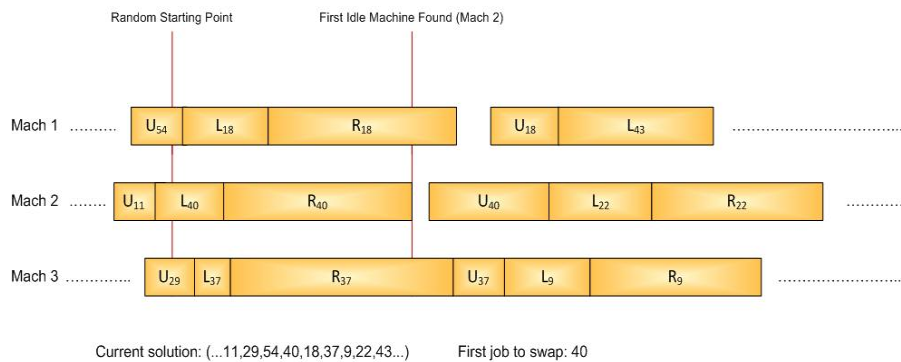 Random Starting Point First Idle Machine Found (Mach 2)
Mach 1 .......... U54 L18 R18 U18 L43
Mach 2 .......... U11 L40 R40 U40 L22 R22
Mach 3 ............. U29 L37 R37 U37 L9 R9
Current solution: (...11,29,54,40,18,37,9,22,43...) First job to swap: 40